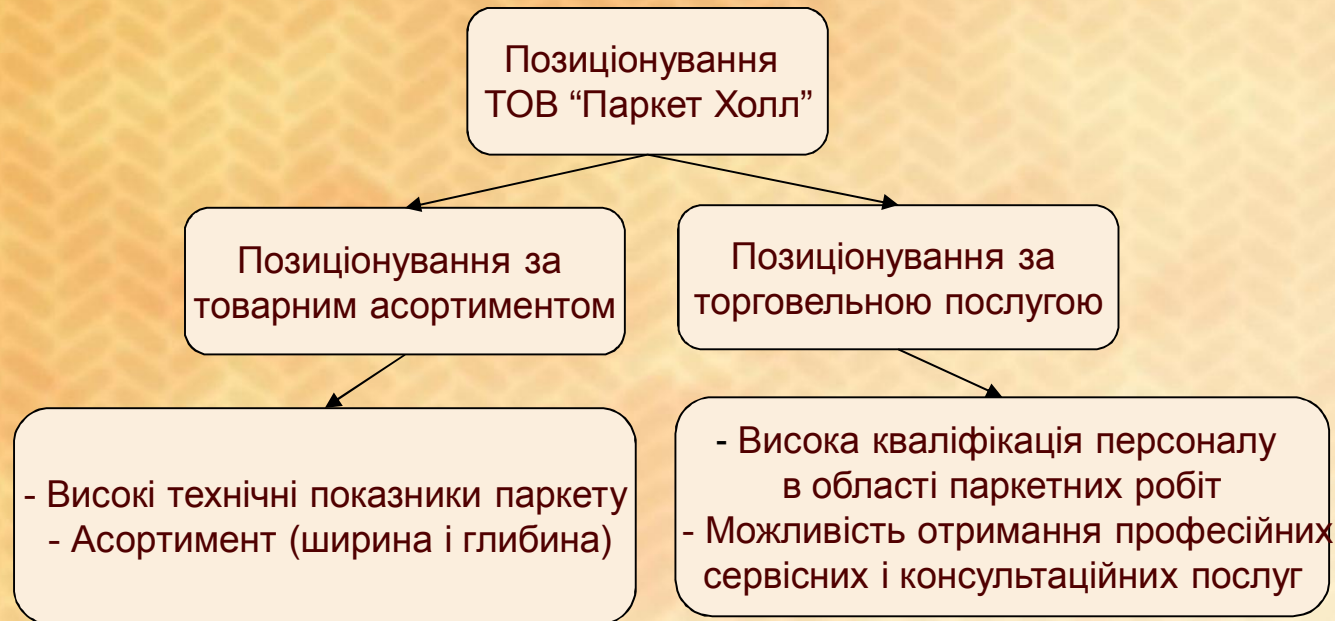 Позиціонування
ТОВ “Паркет Холл”
Позиціонування за
товарним асортиментом
Позиціонування за
торговельною послугою
- Високі технічні показники паркету
- Асортимент (ширина і глибина)
- Висока кваліфікація персоналу
в області паркетних робіт
- Можливість отримання професійних
сервісних і консультаційних послуг